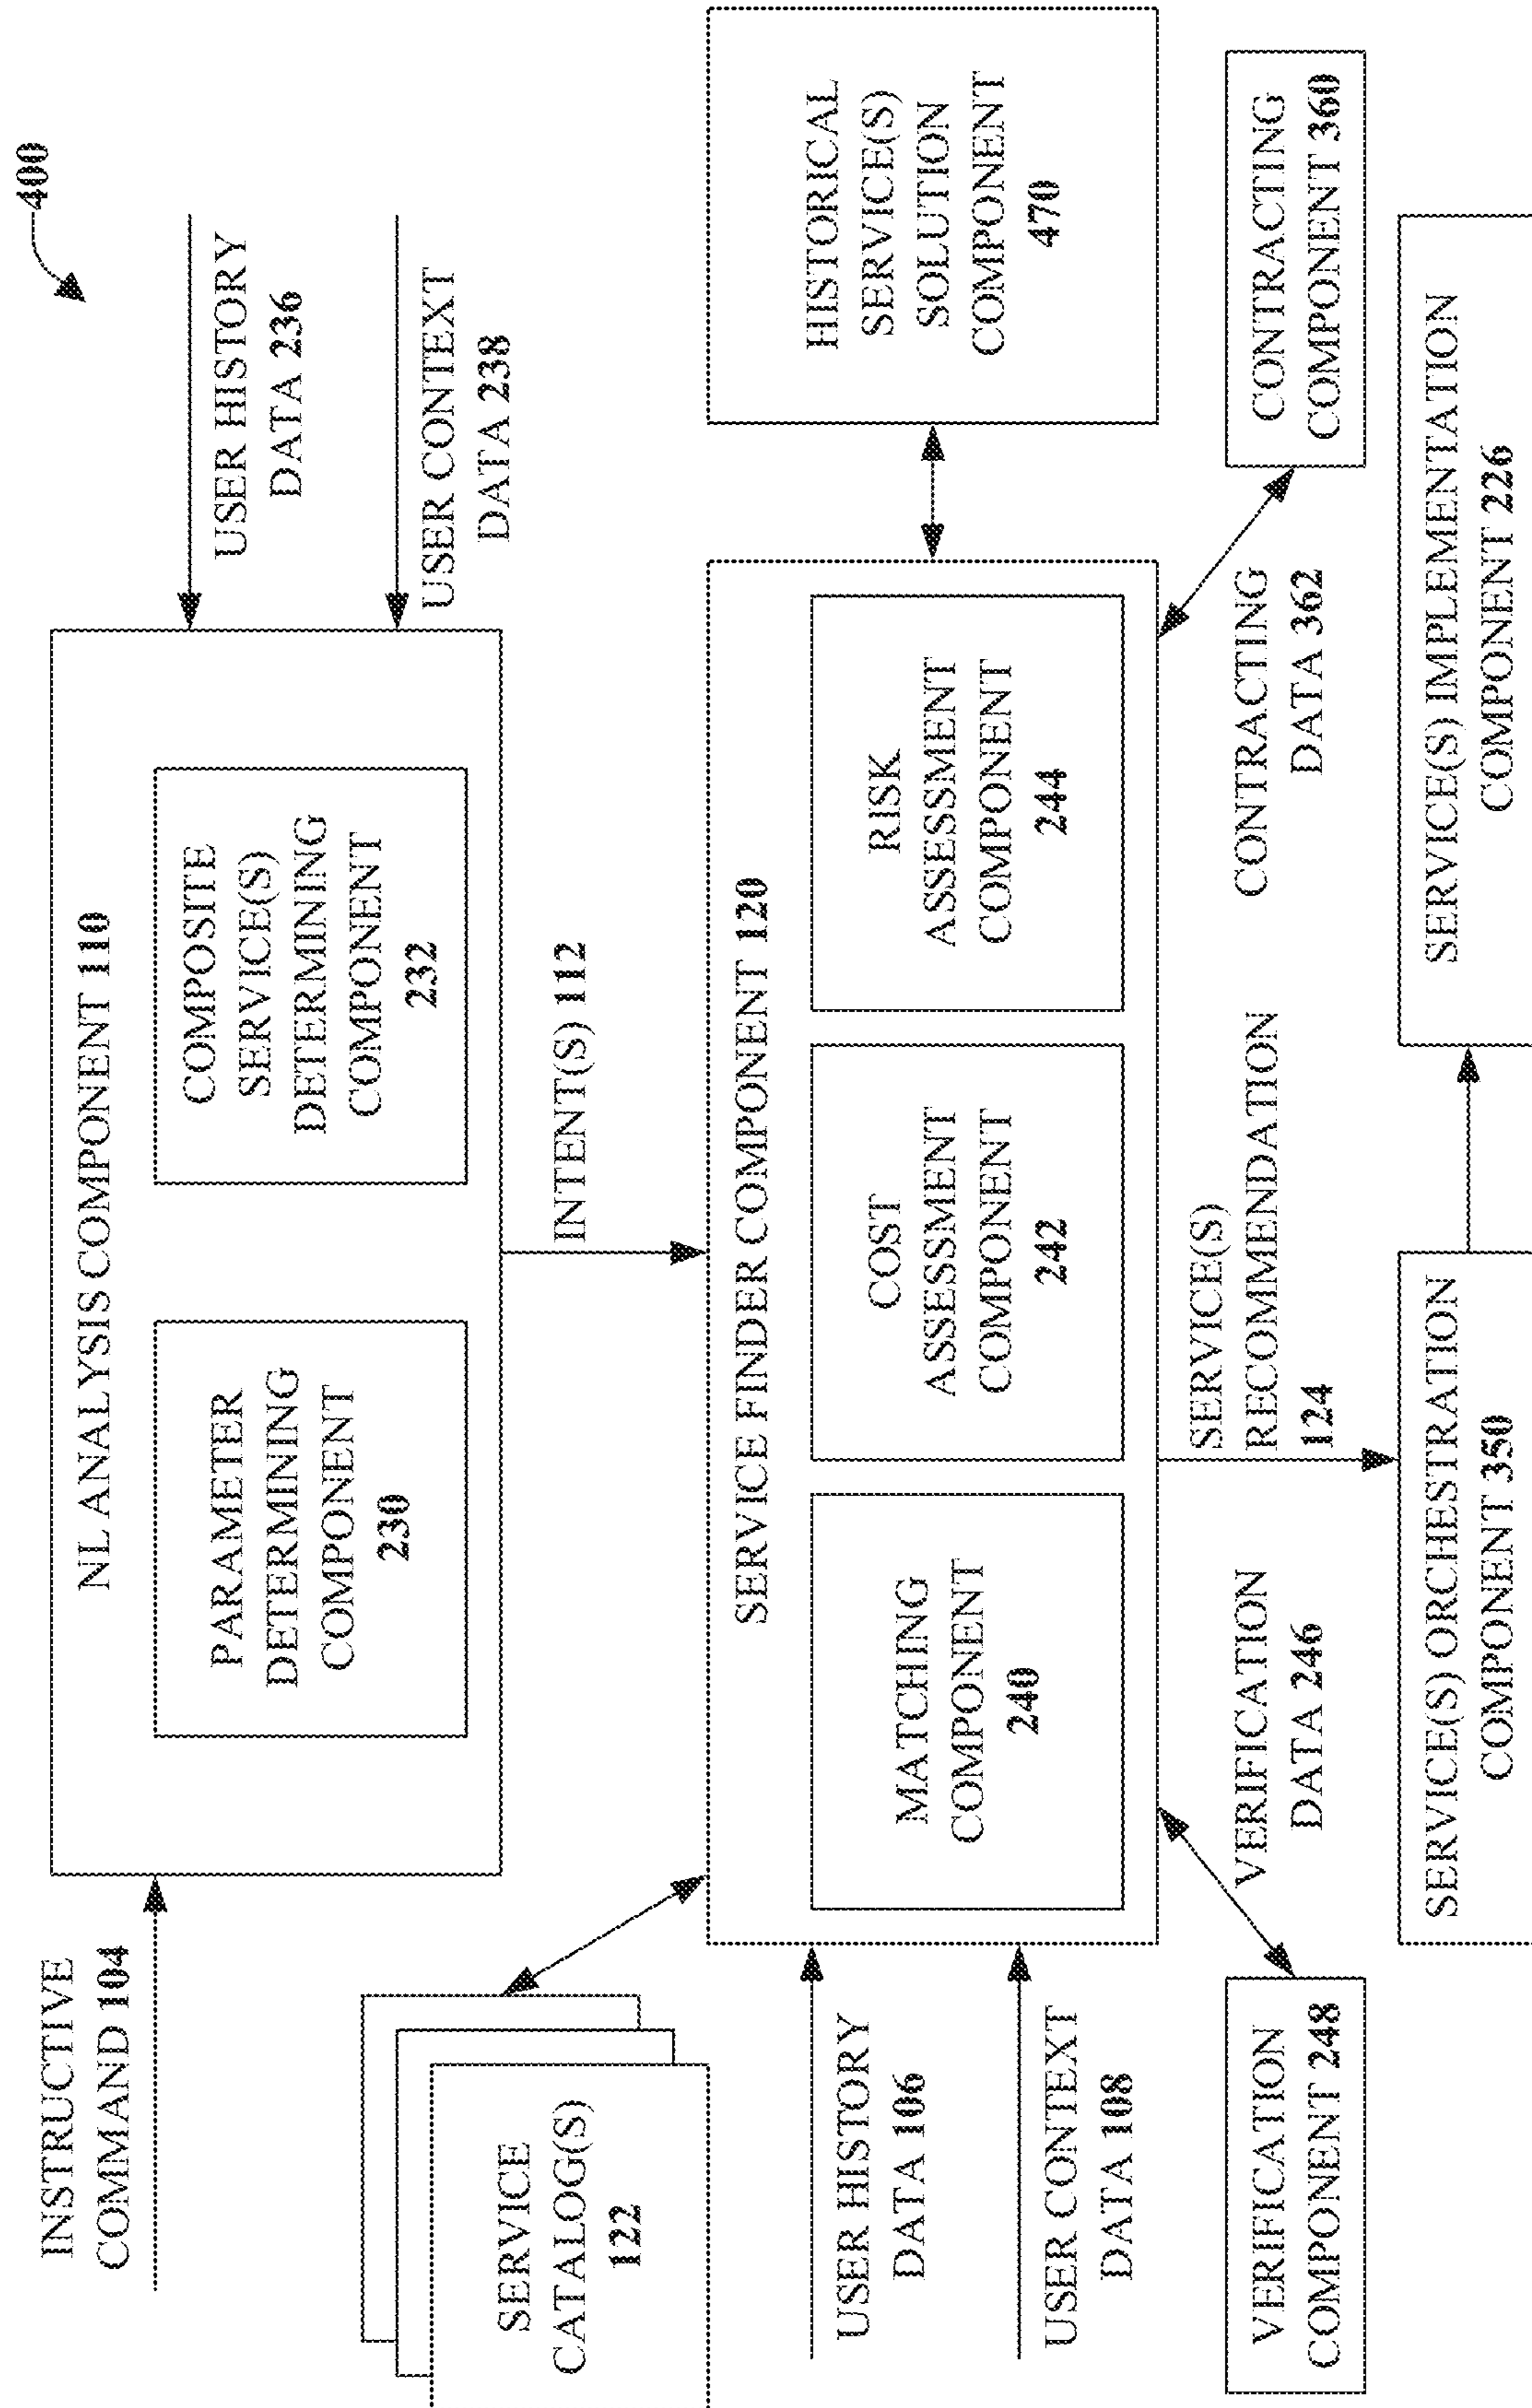 400
INSTRUCTIVE
COMMAND 104
NL ANALYSIS COMPONENT 110
PARAMETER
DETERMINING
COMPONENT
230
COMPOSITE
SERVICE(S)
DETERMINING
COMPONENT
232
USER HISTORY
DATA 236
USER CONTEXT
DATA 238
SERVICE
CATALOG(S)
122
INTENT(S) 112
SERVICE FINDER COMPONENT 120
MATCHING
COMPONENT
240
COST
ASSESSMENT
COMPONENT
242
RISK
ASSESSMENT
COMPONENT
244
HISTORICAL
SERVICE(S)
SOLUTION
COMPONENT
470
USER HISTORY
DATA 106
USER CONTEXT
DATA 108
VERIFICATION
COMPONENT 248
VERIFICATION
DATA 246
SERVICE(S)
RECOMMENDATION
124
CONTRACTING
DATA 362
CONTRACTING
COMPONENT 360
SERVICE(S) ORCHESTRATION
COMPONENT 350
SERVICE(S) IMPLEMENTATION
COMPONENT 226